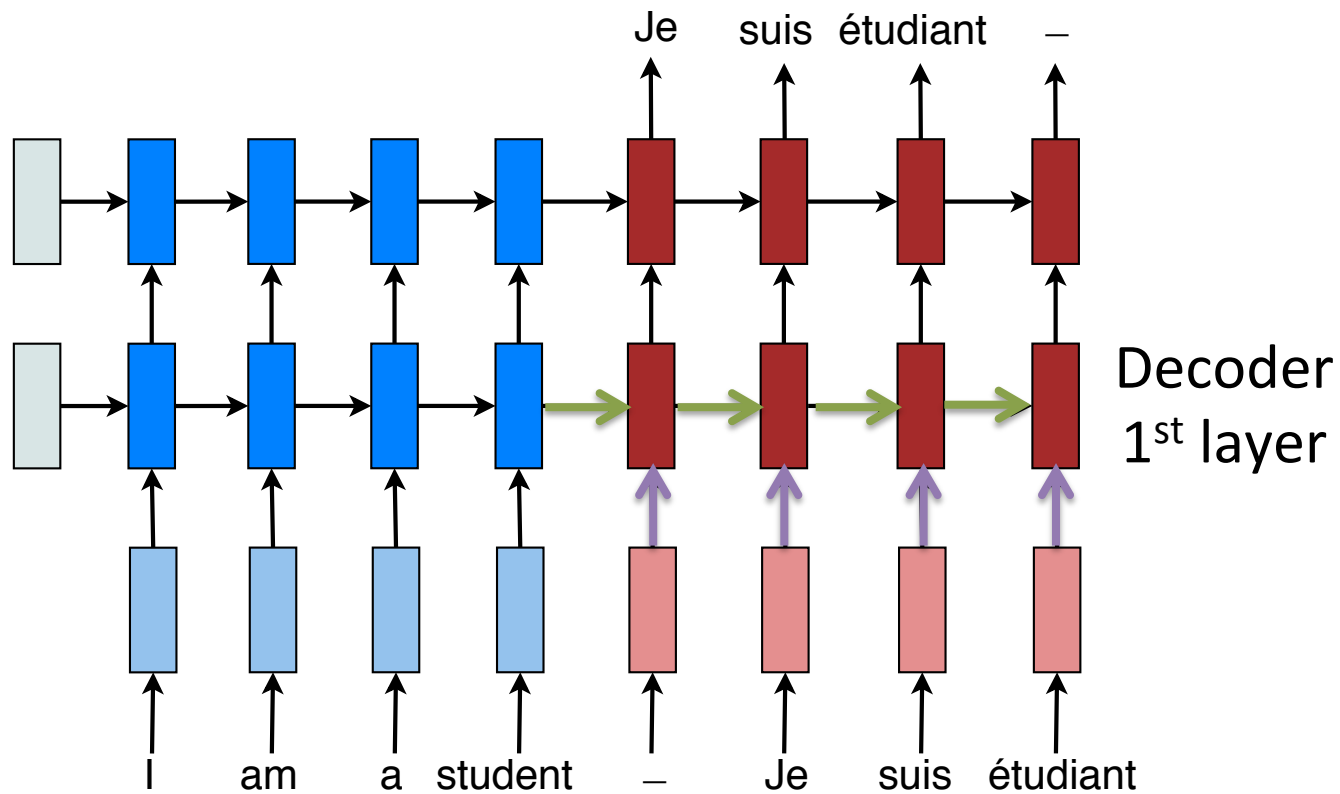 Je suis étudiant –
Decoder
1st layer
I am a student – Je suis étudiant